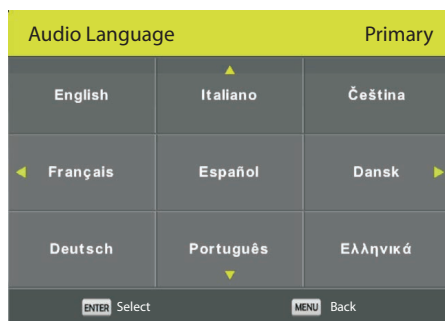 Audio Language Primary
English Italiano Čeština
Français Español Dansk
Deutsch Português Ελληνικά
ENTER Select MENU Back